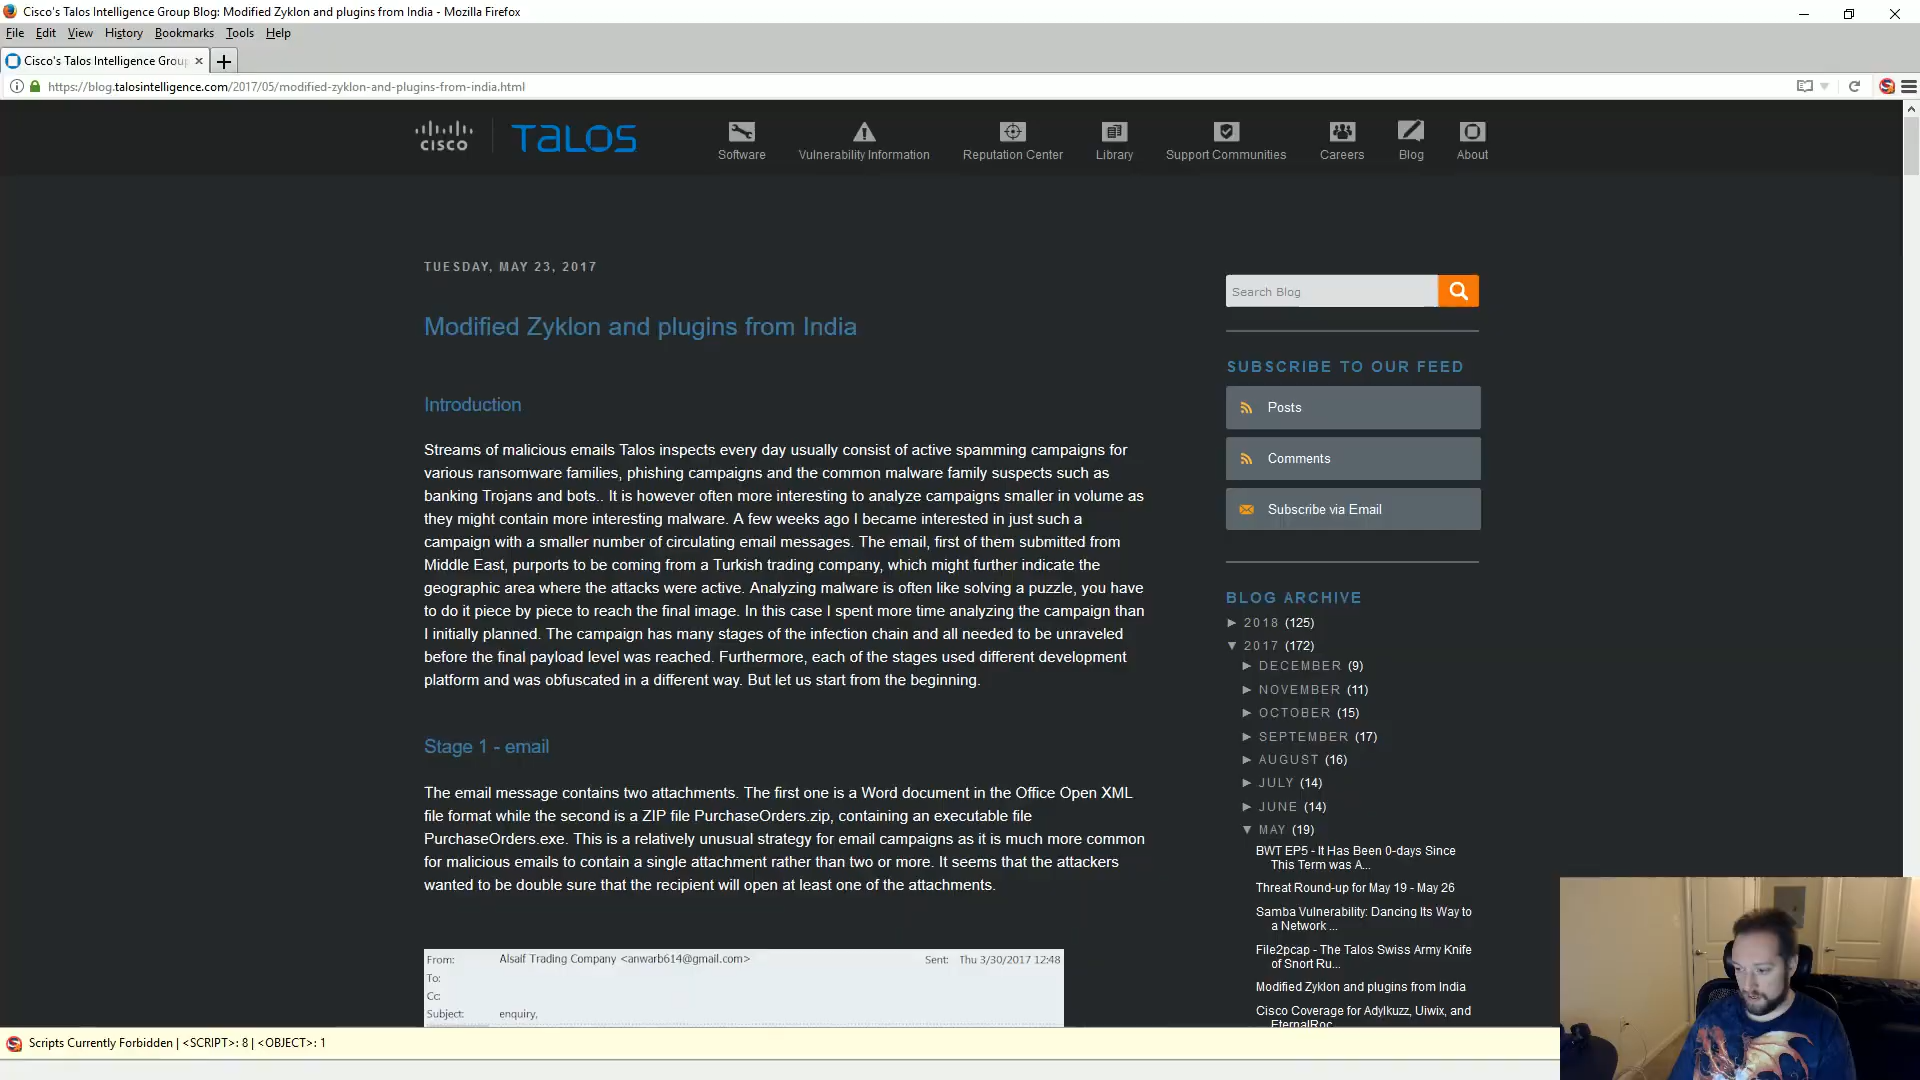 Cisco's Talos Intelligence Group Blog: Modified Zyklon and plugins from India - Mozilla Firefox
File Edit View History Bookmarks Tools Help
Cisco's Talos Intelligence Group
https://blog.talosintelligence.com/2017/05/modified-zyklon-and-plugins-from-india.html
CISCO TALOS
Software Vulnerability Information Reputation Center Library Support Communities Careers Blog About
TUESDAY, MAY 23, 2017
Modified Zyklon and plugins from India
Introduction
Streams of malicious emails Talos inspects every day usually consist of active spamming campaigns for
various ransomware families, phishing campaigns and the common malware family suspects such as
banking Trojans and bots.. It is however often more interesting to analyze campaigns smaller in volume as
they might contain more interesting malware. A few weeks ago I became interested in just such a
campaign with a smaller number of circulating email messages. The email, first of them submitted from
Middle East, purports to be coming from a Turkish trading company, which might further indicate the
geographic area where the attacks were active. Analyzing malware is often like solving a puzzle, you have
to do it piece by piece to reach the final image. In this case I spent more time analyzing the campaign than
I initially planned. The campaign has many stages of the infection chain and all needed to be unraveled
before the final payload level was reached. Furthermore, each of the stages used different development
platform and was obfuscated in a different way. But let us start from the beginning.
Stage 1 - email
The email message contains two attachments. The first one is a Word document in the Office Open XML
file format while the second is a ZIP file PurchaseOrders.zip, containing an executable file
PurchaseOrders.exe. This is a relatively unusual strategy for email campaigns as it is much more common
for malicious emails to contain a single attachment rather than two or more. It seems that the attackers
wanted to be double sure that the recipient will open at least one of the attachments.
From: Alsaif Trading Company <anwarb614@gmail.com> Sent: Thu 3/30/2017 12:48
To:
Cc:
Subject: enquiry,
Search Blog
SUBSCRIBE TO OUR FEED
Posts
Comments
Subscribe via Email
BLOG ARCHIVE
► 2018 (125)
▼ 2017 (172)
► DECEMBER (9)
► NOVEMBER (11)
► OCTOBER (15)
► SEPTEMBER (17)
► AUGUST (16)
► JULY (14)
► JUNE (14)
▼ MAY (19)
BWT EP5 - It Has Been 0-days Since
This Term was A...
Threat Round-up for May 19 - May 26
Samba Vulnerability: Dancing Its Way to
a Network ...
File2pcap - The Talos Swiss Army Knife
of Snort Ru...
Modified Zyklon and plugins from India
Cisco Coverage for Adylkuzz, Uiwix, and
EternalRoc...
Scripts Currently Forbidden | <SCRIPT>: 8 | <OBJECT>: 1